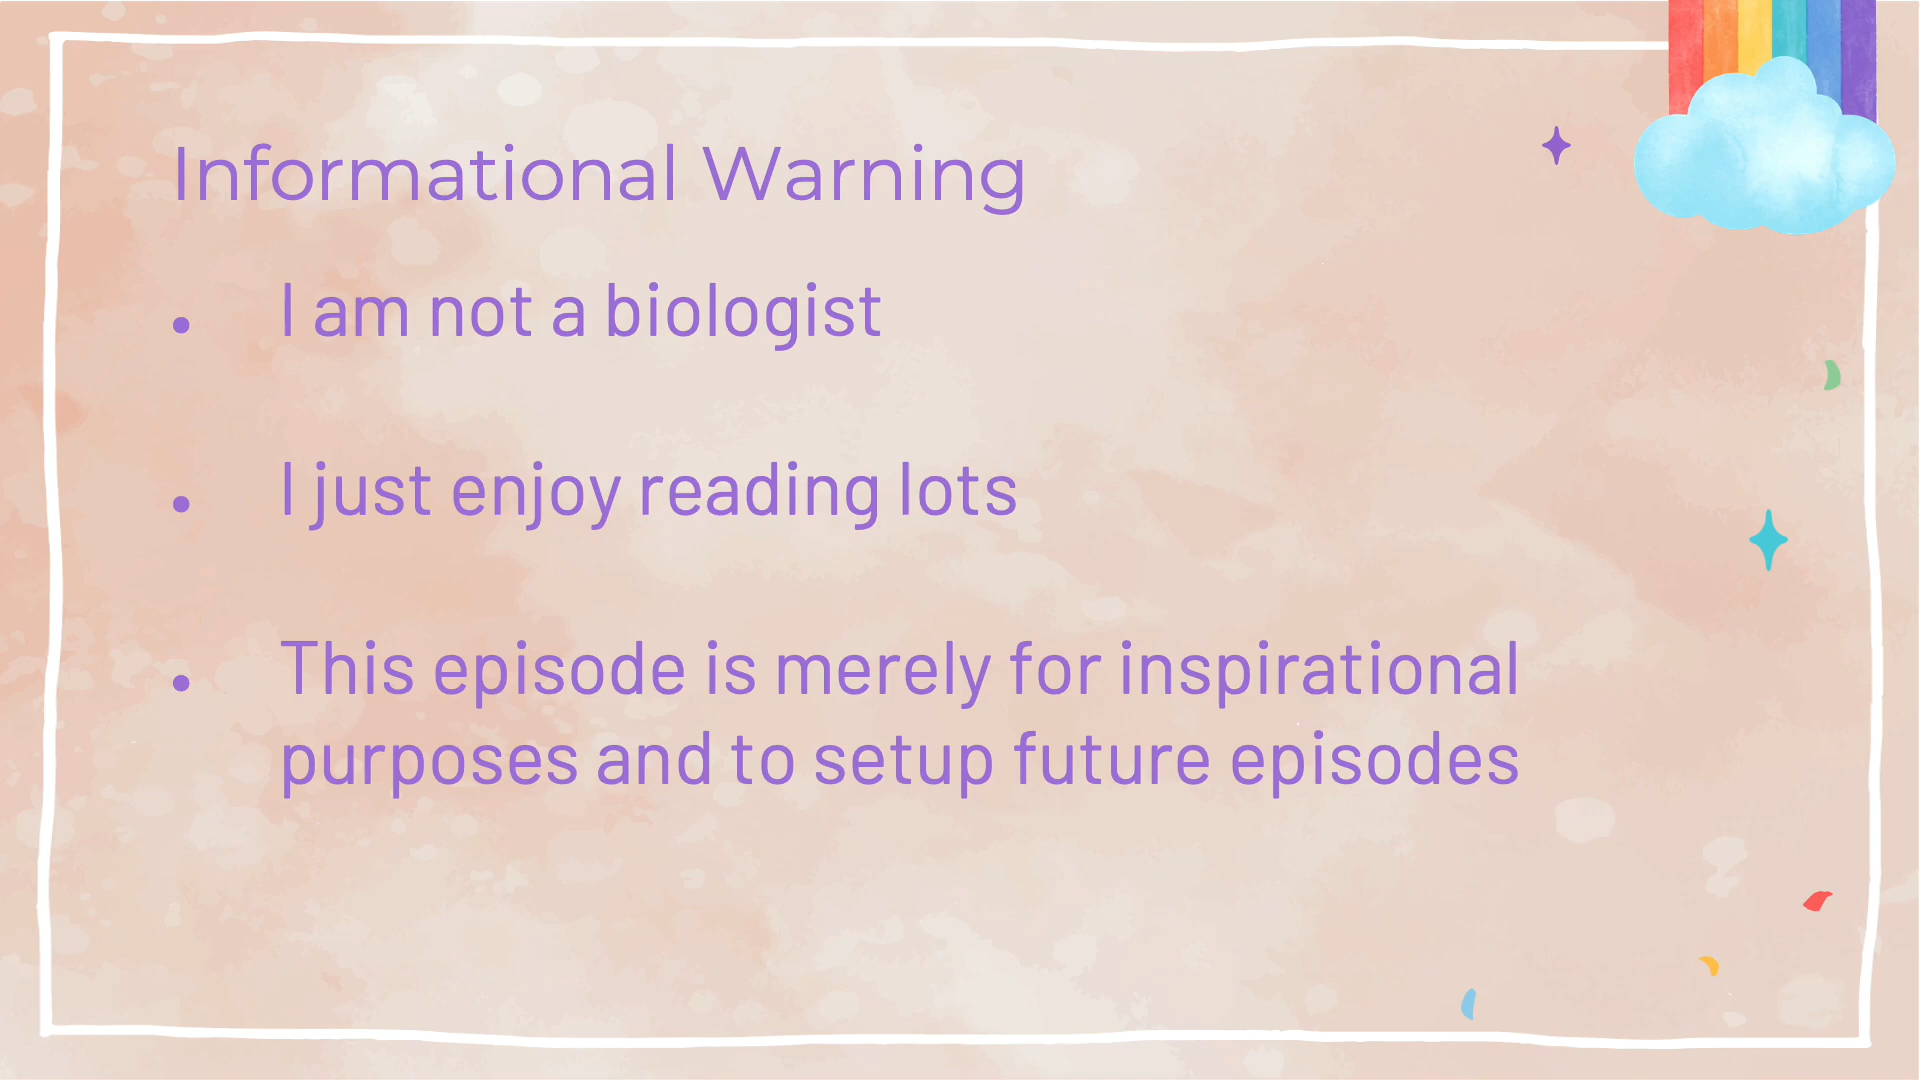 Informational Warning
• I am not a biologist
• I just enjoy reading lots
• This episode is merely for inspirational
purposes and to setup future episodes